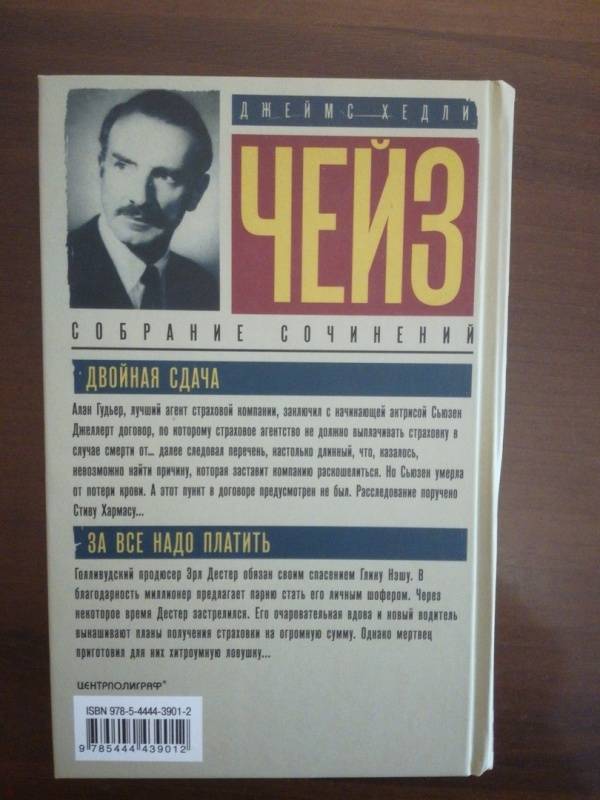 ДЖЕЙМС ХЕДЛИ
ЧЕЙЗ
СОБРАНИЕ СОЧИНЕНИЙ
ДВОЙНАЯ СДАЧА
Алан Гудьер, лучший агент страховой компании, заключил с начинающей актрисой Сьюзен
Джеллерт договор, по которому страховое агентство не должно выплачивать страховку в
случае смерти от... далее следовал перечень, настолько длинный, что, казалось,
невозможно найти причину, которая заставит компанию раскошелиться. Но Сьюзен умерла
от потери крови. А этот пункт в договоре предусмотрен не был. Расследование поручено
Стиву Хармасу...
ЗА ВСЕ НАДО ПЛАТИТЬ
Голливудский продюсер Эрл Дестер обязан своим спасением Глину Нэшу. В
благодарность миллионер предлагает парню стать его личным шофером. Через
некоторое время Дестер застрелился. Его очаровательная вдова и новый водитель
вынашивают планы получения страховки на огромную сумму. Однако мертвец
приготовил для них хитроумную ловушку...
ЦЕНТРПОЛИГРАФ®
ISBN 978-5-4444-3901-2
9 785444 439012